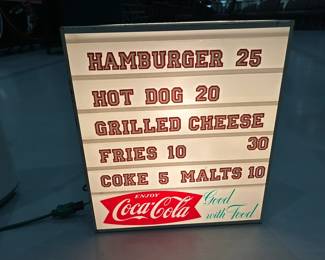 HAMBURGER 25
HOT DOG 20
GRILLED CHEESE
30
FRIES 10
COKE 5 MALTS 10
ENJOY
Coca-Cola
Good
with Food